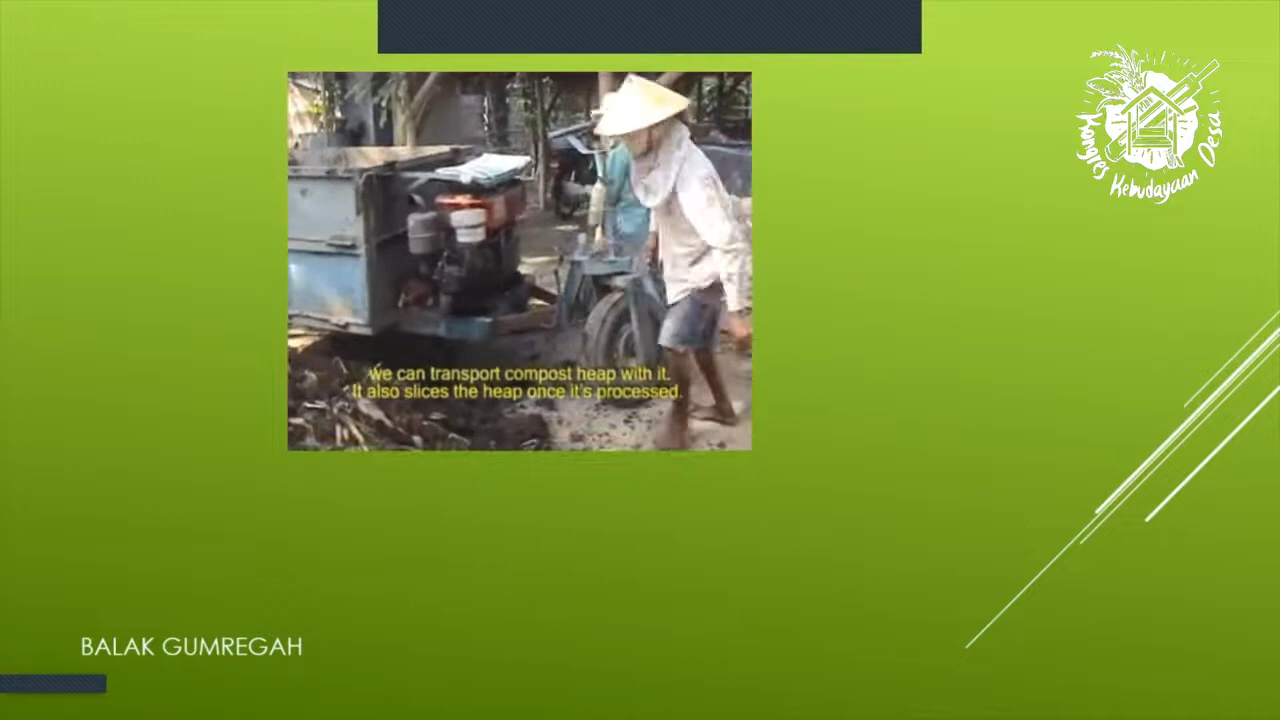 Kongres Kebudayaan Desa
we can transport compost heap with it.
It also slices the heap once it's processed.
BALAK GUMREGAH